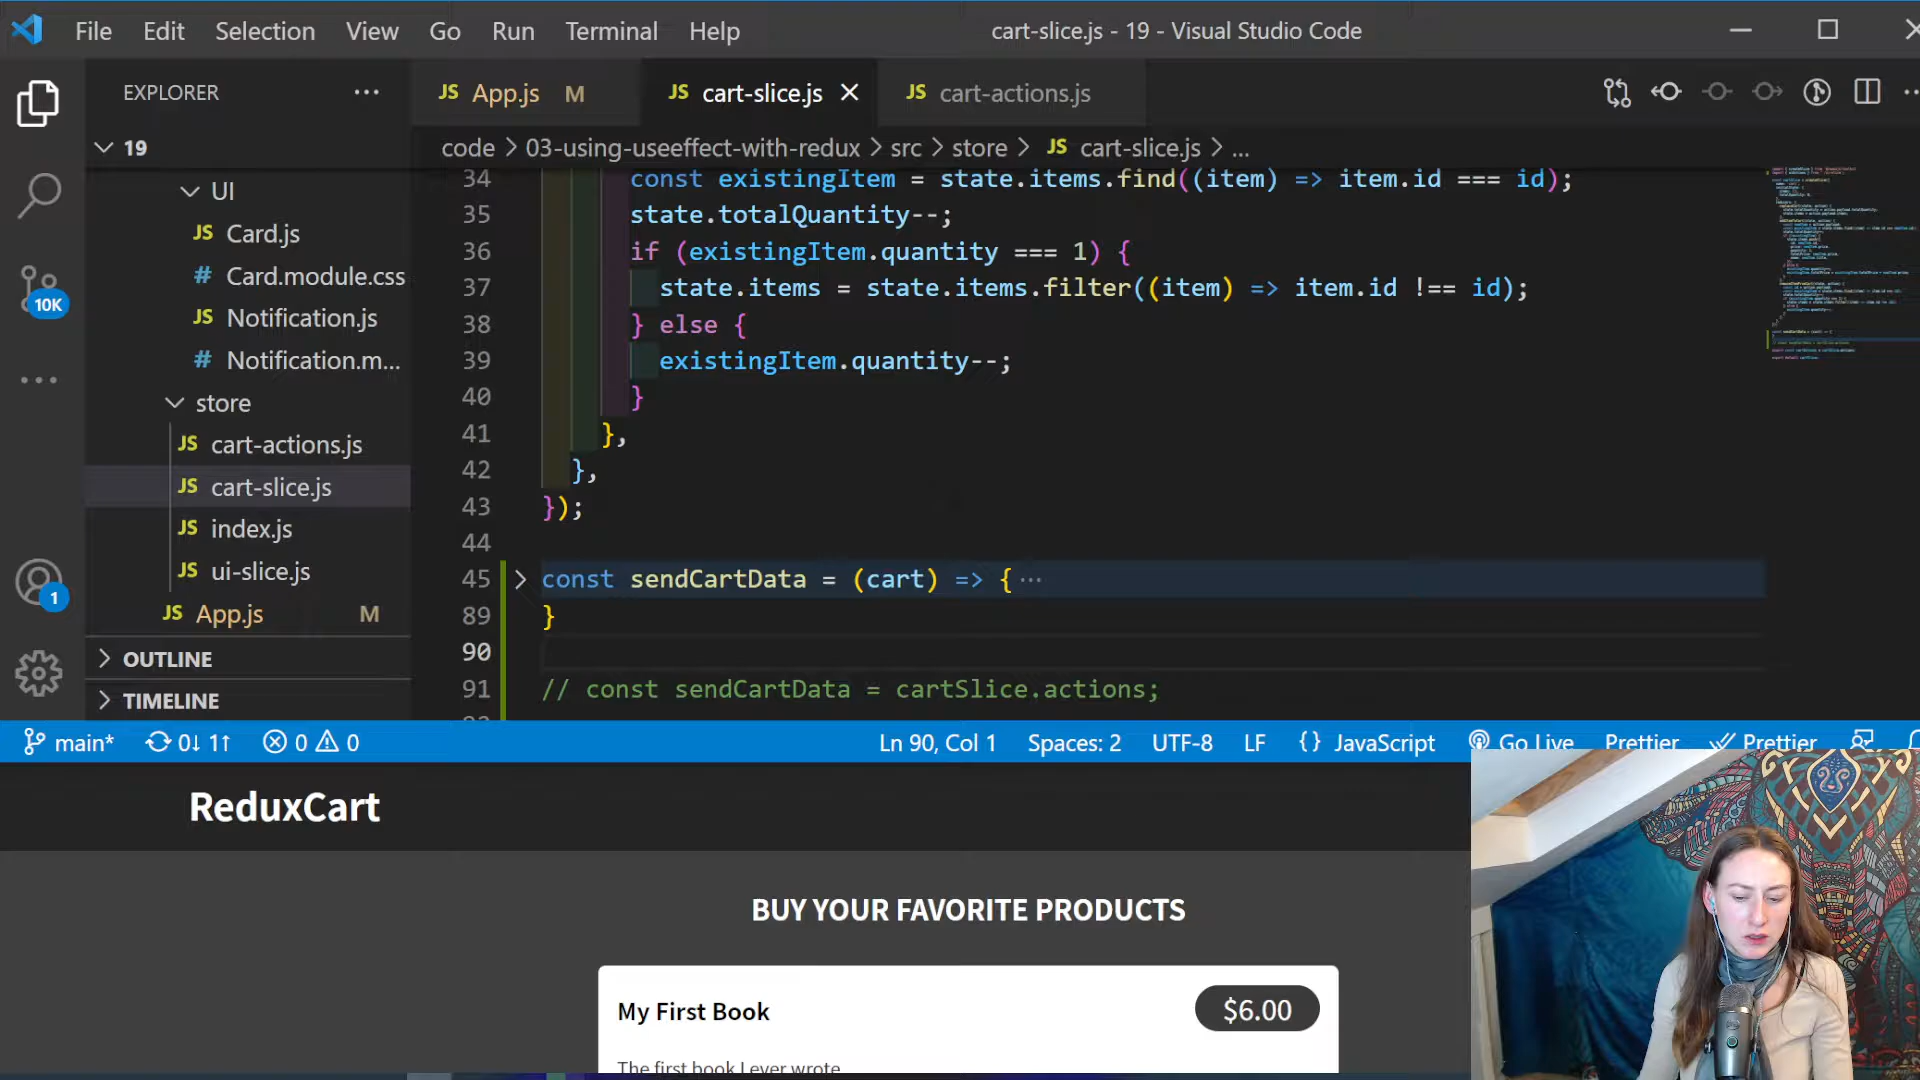 File Edit Selection View Go Run Terminal Help
cart-slice.js - 19 - Visual Studio Code
EXPLORER ...
JS App.js M
JS cart-slice.js
JS cart-actions.js
19
code > 03-using-useeffect-with-redux > src > store > JS cart-slice.js > ...
UI
JS Card.js
# Card.module.css
JS Notification.js
# Notification.m...
store
JS cart-actions.js
JS cart-slice.js
JS index.js
JS ui-slice.js
JS App.js M
OUTLINE
TIMELINE
10K
1
34 const existingItem = state.items.find((item) => item.id === id);
35 state.totalQuantity--;
36 if (existingItem.quantity === 1) {
37 state.items = state.items.filter((item) => item.id !== id);
38 } else {
39 existingItem.quantity--;
40 }
41 },
42 },
43 });
44
45 const sendCartData = (cart) => { ...
89 }
90
91 // const sendCartData = cartSlice.actions;
main* 0↓ 1↑ 0 0 Ln 90, Col 1 Spaces: 2 UTF-8 LF {} JavaScript Go Live Prettier Prettier
ReduxCart
BUY YOUR FAVORITE PRODUCTS
My First Book
$6.00
The first book I ever wrote